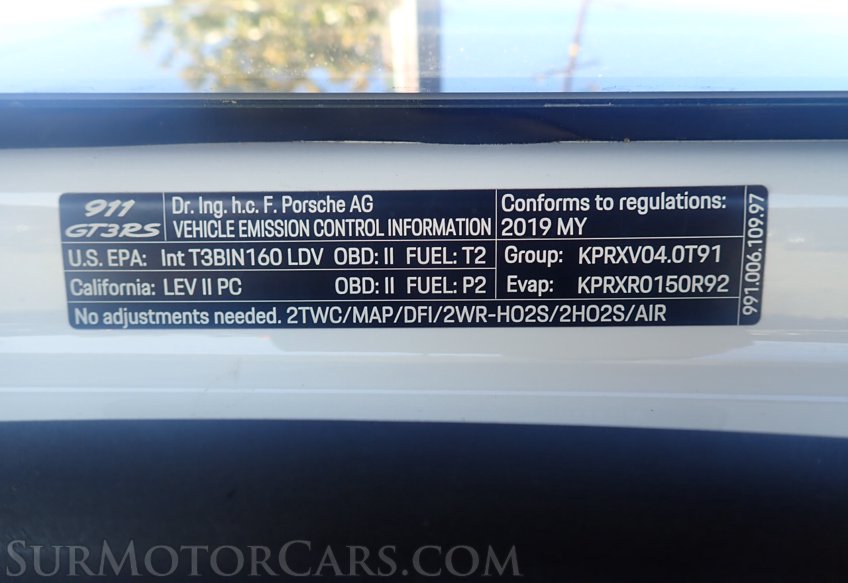 911
GT3RS
Dr. Ing. h.c. F. Porsche AG
VEHICLE EMISSION CONTROL INFORMATION
Conforms to regulations:
2019 MY
U.S. EPA: Int T3BIN160 LDV OBD: II FUEL: T2
California: LEV II PC OBD: II FUEL: P2
Group: KPRXV04.0T91
Evap: KPRXR0150R92
No adjustments needed. 2TWC/MAP/DFI/2WR-HO2S/2HO2S/AIR
991.006.109.97
SurMotorCars.com